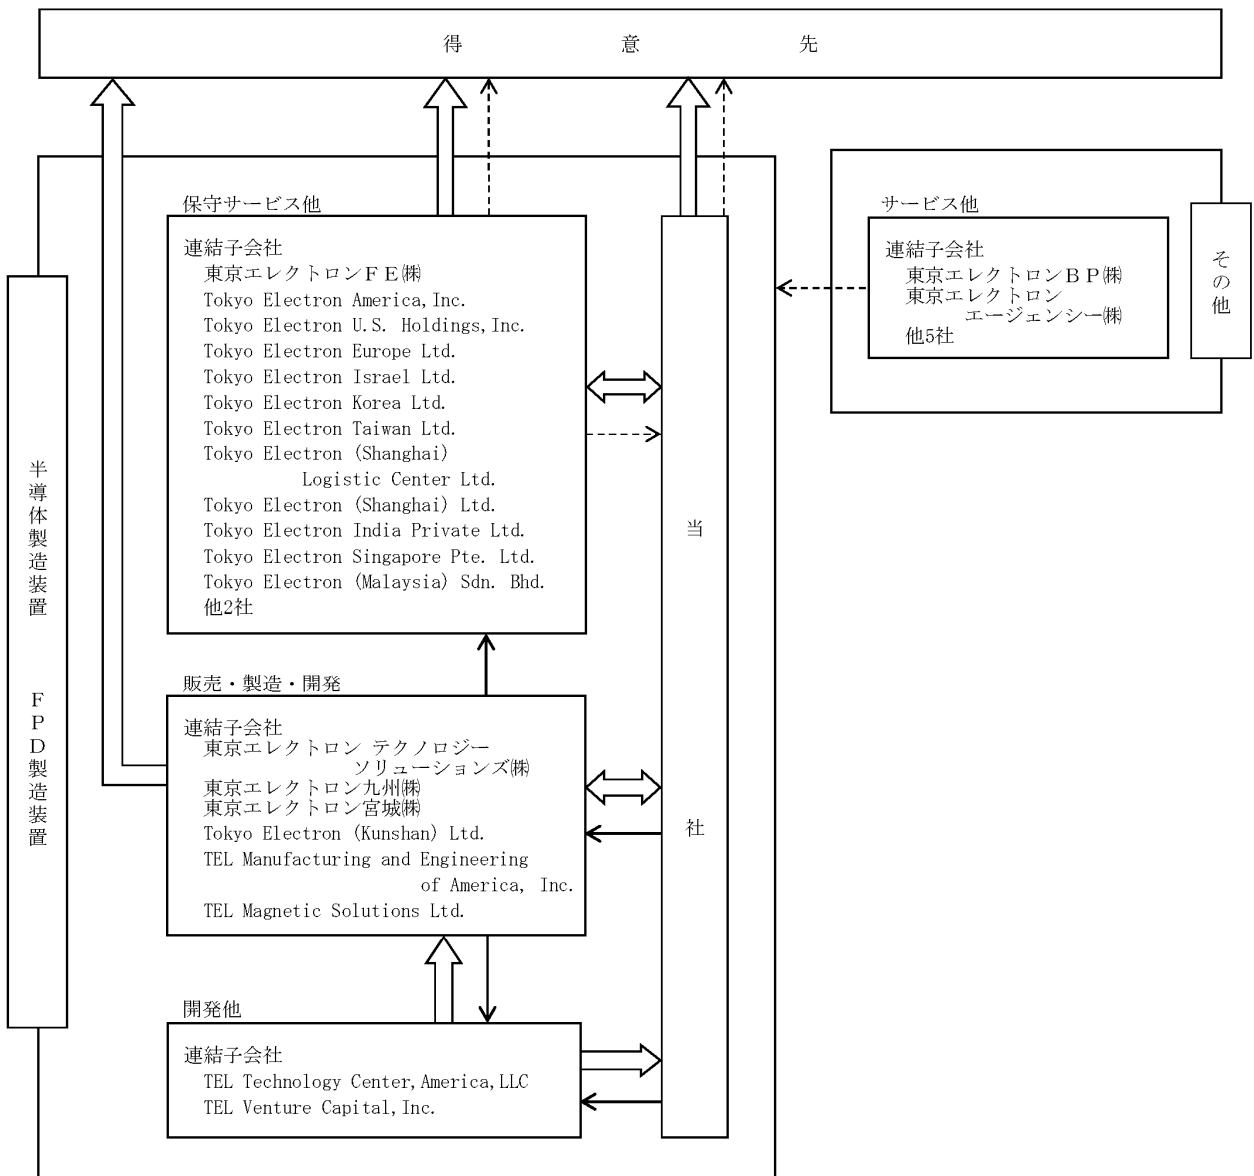 得意先
保守サービス他
連結子会社
東京エレクトロンＦＥ㈱
Tokyo Electron America,Inc.
Tokyo Electron U.S. Holdings,Inc.
Tokyo Electron Europe Ltd.
Tokyo Electron Israel Ltd.
Tokyo Electron Korea Ltd.
Tokyo Electron Taiwan Ltd.
Tokyo Electron (Shanghai)
Logistic Center Ltd.
Tokyo Electron (Shanghai) Ltd.
Tokyo Electron India Private Ltd.
Tokyo Electron Singapore Pte. Ltd.
Tokyo Electron (Malaysia) Sdn. Bhd.
他2社
販売・製造・開発
連結子会社
東京エレクトロン テクノロジー
ソリューションズ㈱
東京エレクトロン九州㈱
東京エレクトロン宮城㈱
Tokyo Electron (Kunshan) Ltd.
TEL Manufacturing and Engineering
of America, Inc.
TEL Magnetic Solutions Ltd.
開発他
連結子会社
TEL Technology Center,America,LLC
TEL Venture Capital,Inc.
半導体製造装置
ＦＰＤ製造装置
当社
サービス他
連結子会社
東京エレクトロンＢＰ㈱
東京エレクトロン
エージェンシー㈱
他5社
その他